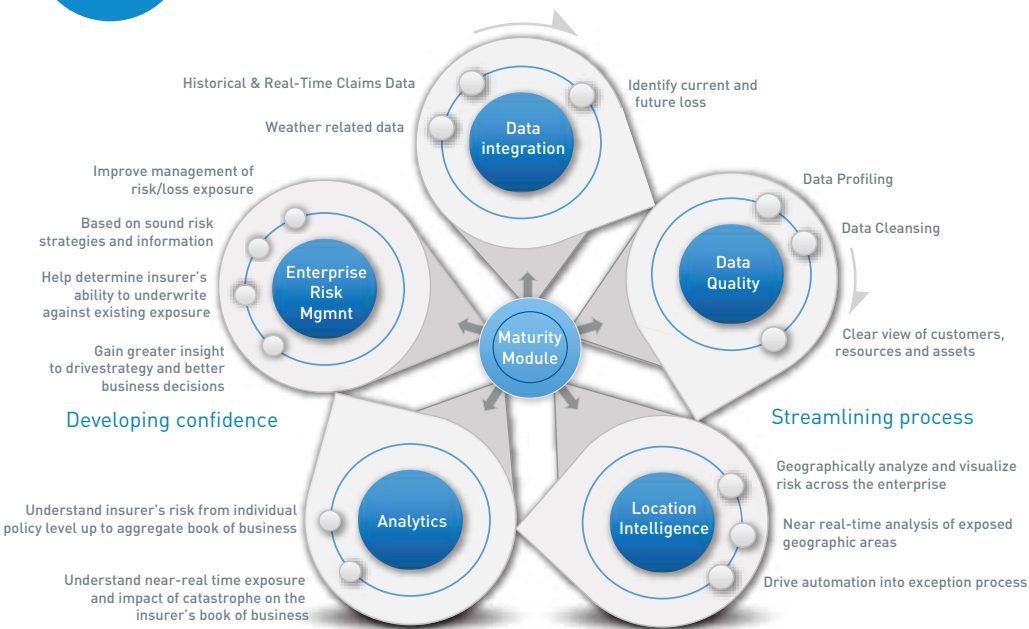 Historical & Real-Time Claims Data
Weather related data
Data
integration
Identify current and
future loss
Data Profiling
Data Cleansing
Data
Quality
Clear view of customers,
resources and assets
Improve management of
risk/loss exposure
Based on sound risk
strategies and information
Help determine insurer's
ability to underwrite
against existing exposure
Gain greater insight
to drivestrategy and better
business decisions
Enterprise
Risk
Mgmnt
Maturity
Module
Developing confidence
Streamlining process
Understand insurer's risk from individual
policy level up to aggregate book of business
Understand near-real time exposure
and impact of catastrophe on the
insurer's book of business
Analytics
Location
Intelligence
Geographically analyze and visualize
risk across the enterprise
Near real-time analysis of exposed
geographic areas
Drive automation into exception process